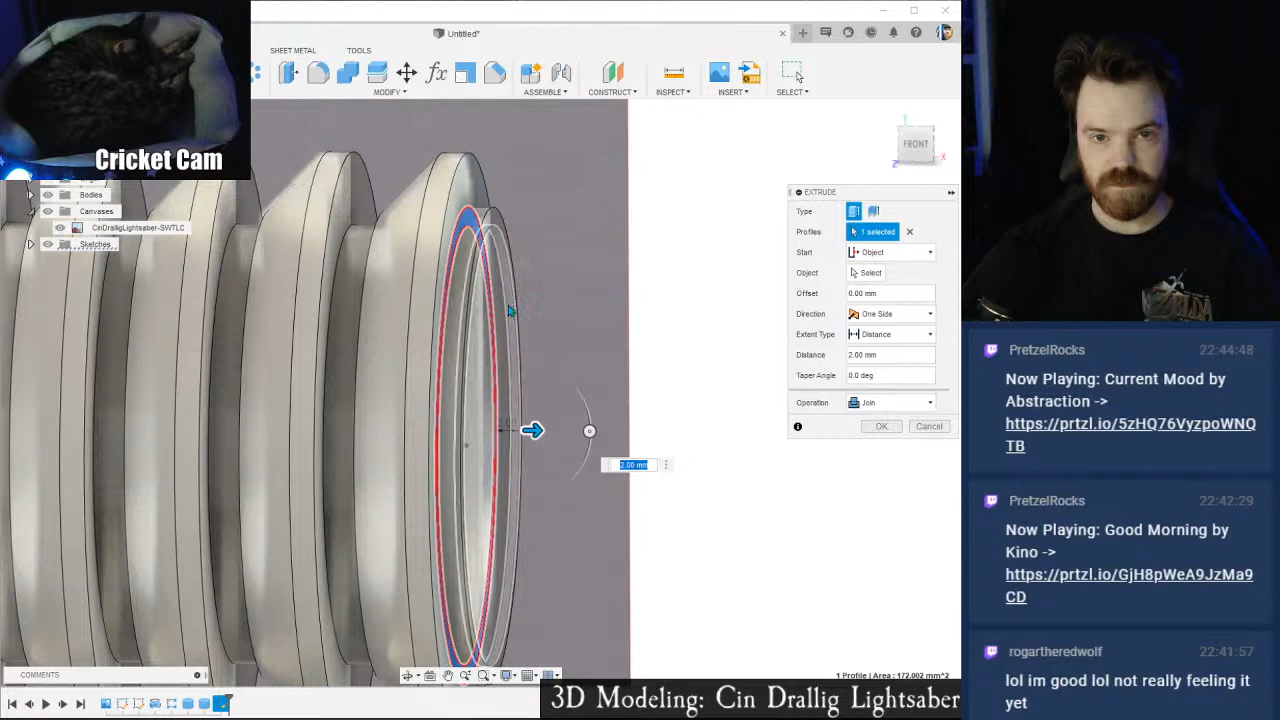 Cricket Cam
Untitled*
SHEET METAL
TOOLS
MODIFY
ASSEMBLE
CONSTRUCT
INSPECT
INSERT
SELECT
Bodies
Canvases
CinDralligLightsaber-SWTLC
Sketches
FRONT
Y
X
Z
EXTRUDE
Type
Profiles 1 selected
Start Object
Object Select
Offset 0.00 mm
Direction One Side
Extent Type Distance
Distance 2.00 mm
Taper Angle 0.0 deg
Operation Join
OK Cancel
2.00
2.00 mm
COMMENTS
1 Profile | Area : 172.002 mm^2
3D Modeling: Cin Drallig Lightsaber
PretzelRocks 22:44:48
Now Playing: Current Mood by
Abstraction ->
https://prtzl.io/5zHQ76VyzpoWNQ
TB
PretzelRocks 22:42:29
Now Playing: Good Morning by
Kino ->
https://prtzl.io/GjH8pWeA9JzMa9
CD
rogartheredwolf 22:41:57
lol im good lol not really feeling it
yet